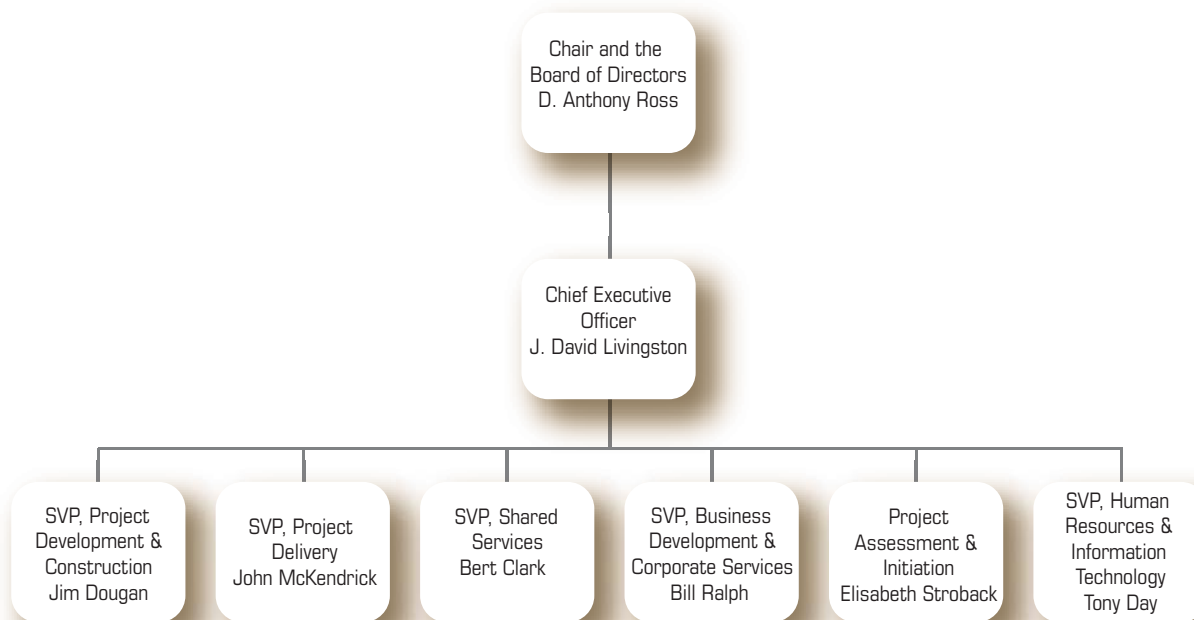 Chair and the
Board of Directors
D. Anthony Ross
Chief Executive
Officer
J. David Livingston
SVP, Project
Development &
Construction
Jim Dougan
SVP, Project
Delivery
John McKendrick
SVP, Shared
Services
Bert Clark
SVP, Business
Development &
Corporate Services
Bill Ralph
Project
Assessment &
Initiation
Elisabeth Stroback
SVP, Human
Resources &
Information
Technology
Tony Day